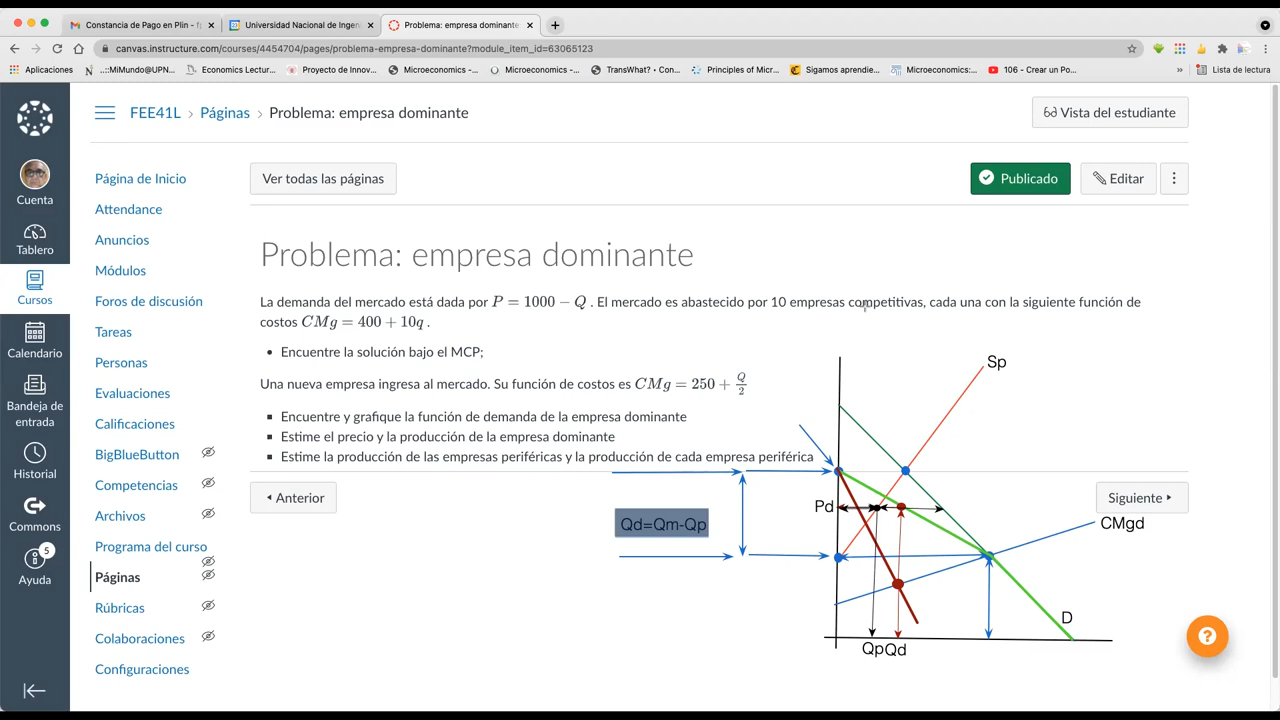 Constancia de Pago en Plin - fp
Universidad Nacional de Ingen
Problema: empresa dominante
canvas.instructure.com/courses/4454704/pages/problema-empresa-dominante?module_item_id=63065123
Aplicaciones
..:MiMundo@UPN...
Economics Lectur...
Proyecto de Innov...
Microeconomics -...
Microeconomics:...
TransWhat? • Con...
Principles of Micr...
Sigamos aprendie...
Microeconomic:...
106 - Crear un Po...
»
Lista de lectura
FEE41L › Páginas › Problema: empresa dominante
Vista del estudiante
Cuenta
Tablero
Cursos
Calendario
Bandeja de
entrada
Historial
Commons
5
Ayuda
Página de Inicio
Attendance
Anuncios
Módulos
Foros de discusión
Tareas
Personas
Evaluaciones
Calificaciones
BigBlueButton
Competencias
Archivos
Programa del curso
Páginas
Rúbricas
Colaboraciones
Configuraciones
Ver todas las páginas
Publicado
Editar
Problema: empresa dominante
La demanda del mercado está dada por P = 1000 − Q . El mercado es abastecido por 10 empresas competitivas, cada una con la siguiente función de
costos CMg = 400 + 10q .
• Encuentre la solución bajo el MCP;
Una nueva empresa ingresa al mercado. Su función de costos es CMg = 250 + Q/2
▪ Encuentre y grafique la función de demanda de la empresa dominante
▪ Estime el precio y la producción de la empresa dominante
▪ Estime la producción de las empresas periféricas y la producción de cada empresa periférica
Anterior
Siguiente
Sp
Pd
Qd=Qm-Qp
CMgd
D
Qp
Qd
?